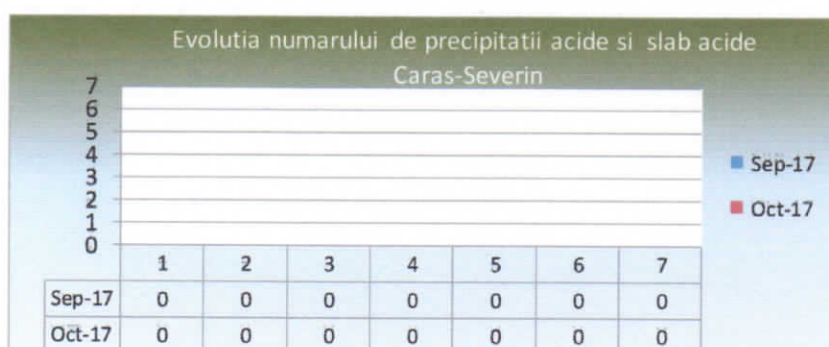 Evolutia numarului de precipitatii acide si slab acide
Caras-Severin
7
6
5
4
3
2
1
0
Sep-17
Oct-17
1 2 3 4 5 6 7
Sep-17 0 0 0 0 0 0 0
Oct-17 0 0 0 0 0 0 0